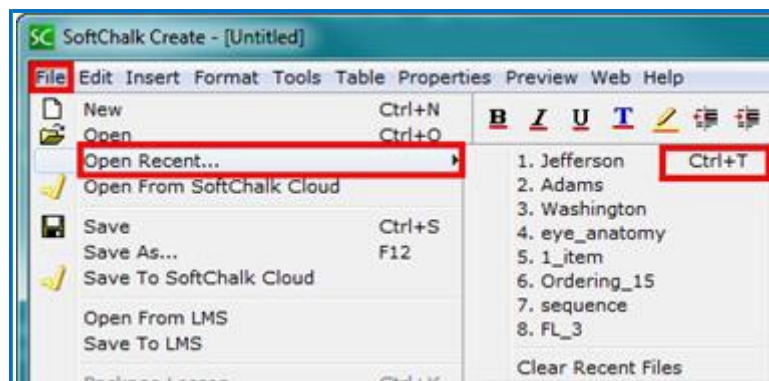 SC SoftChalk Create - [Untitled]
File Edit Insert Format Tools Table Properties Preview Web Help
New Ctrl+N
Open Ctrl+O
B I U T
Open Recent...
Open From SoftChalk Cloud
Save Ctrl+S
Save As... F12
Save To SoftChalk Cloud
Open From LMS
Save To LMS
1. Jefferson Ctrl+T
2. Adams
3. Washington
4. eye_anatomy
5. 1_item
6. Ordering_15
7. sequence
8. FL_3
Clear Recent Files